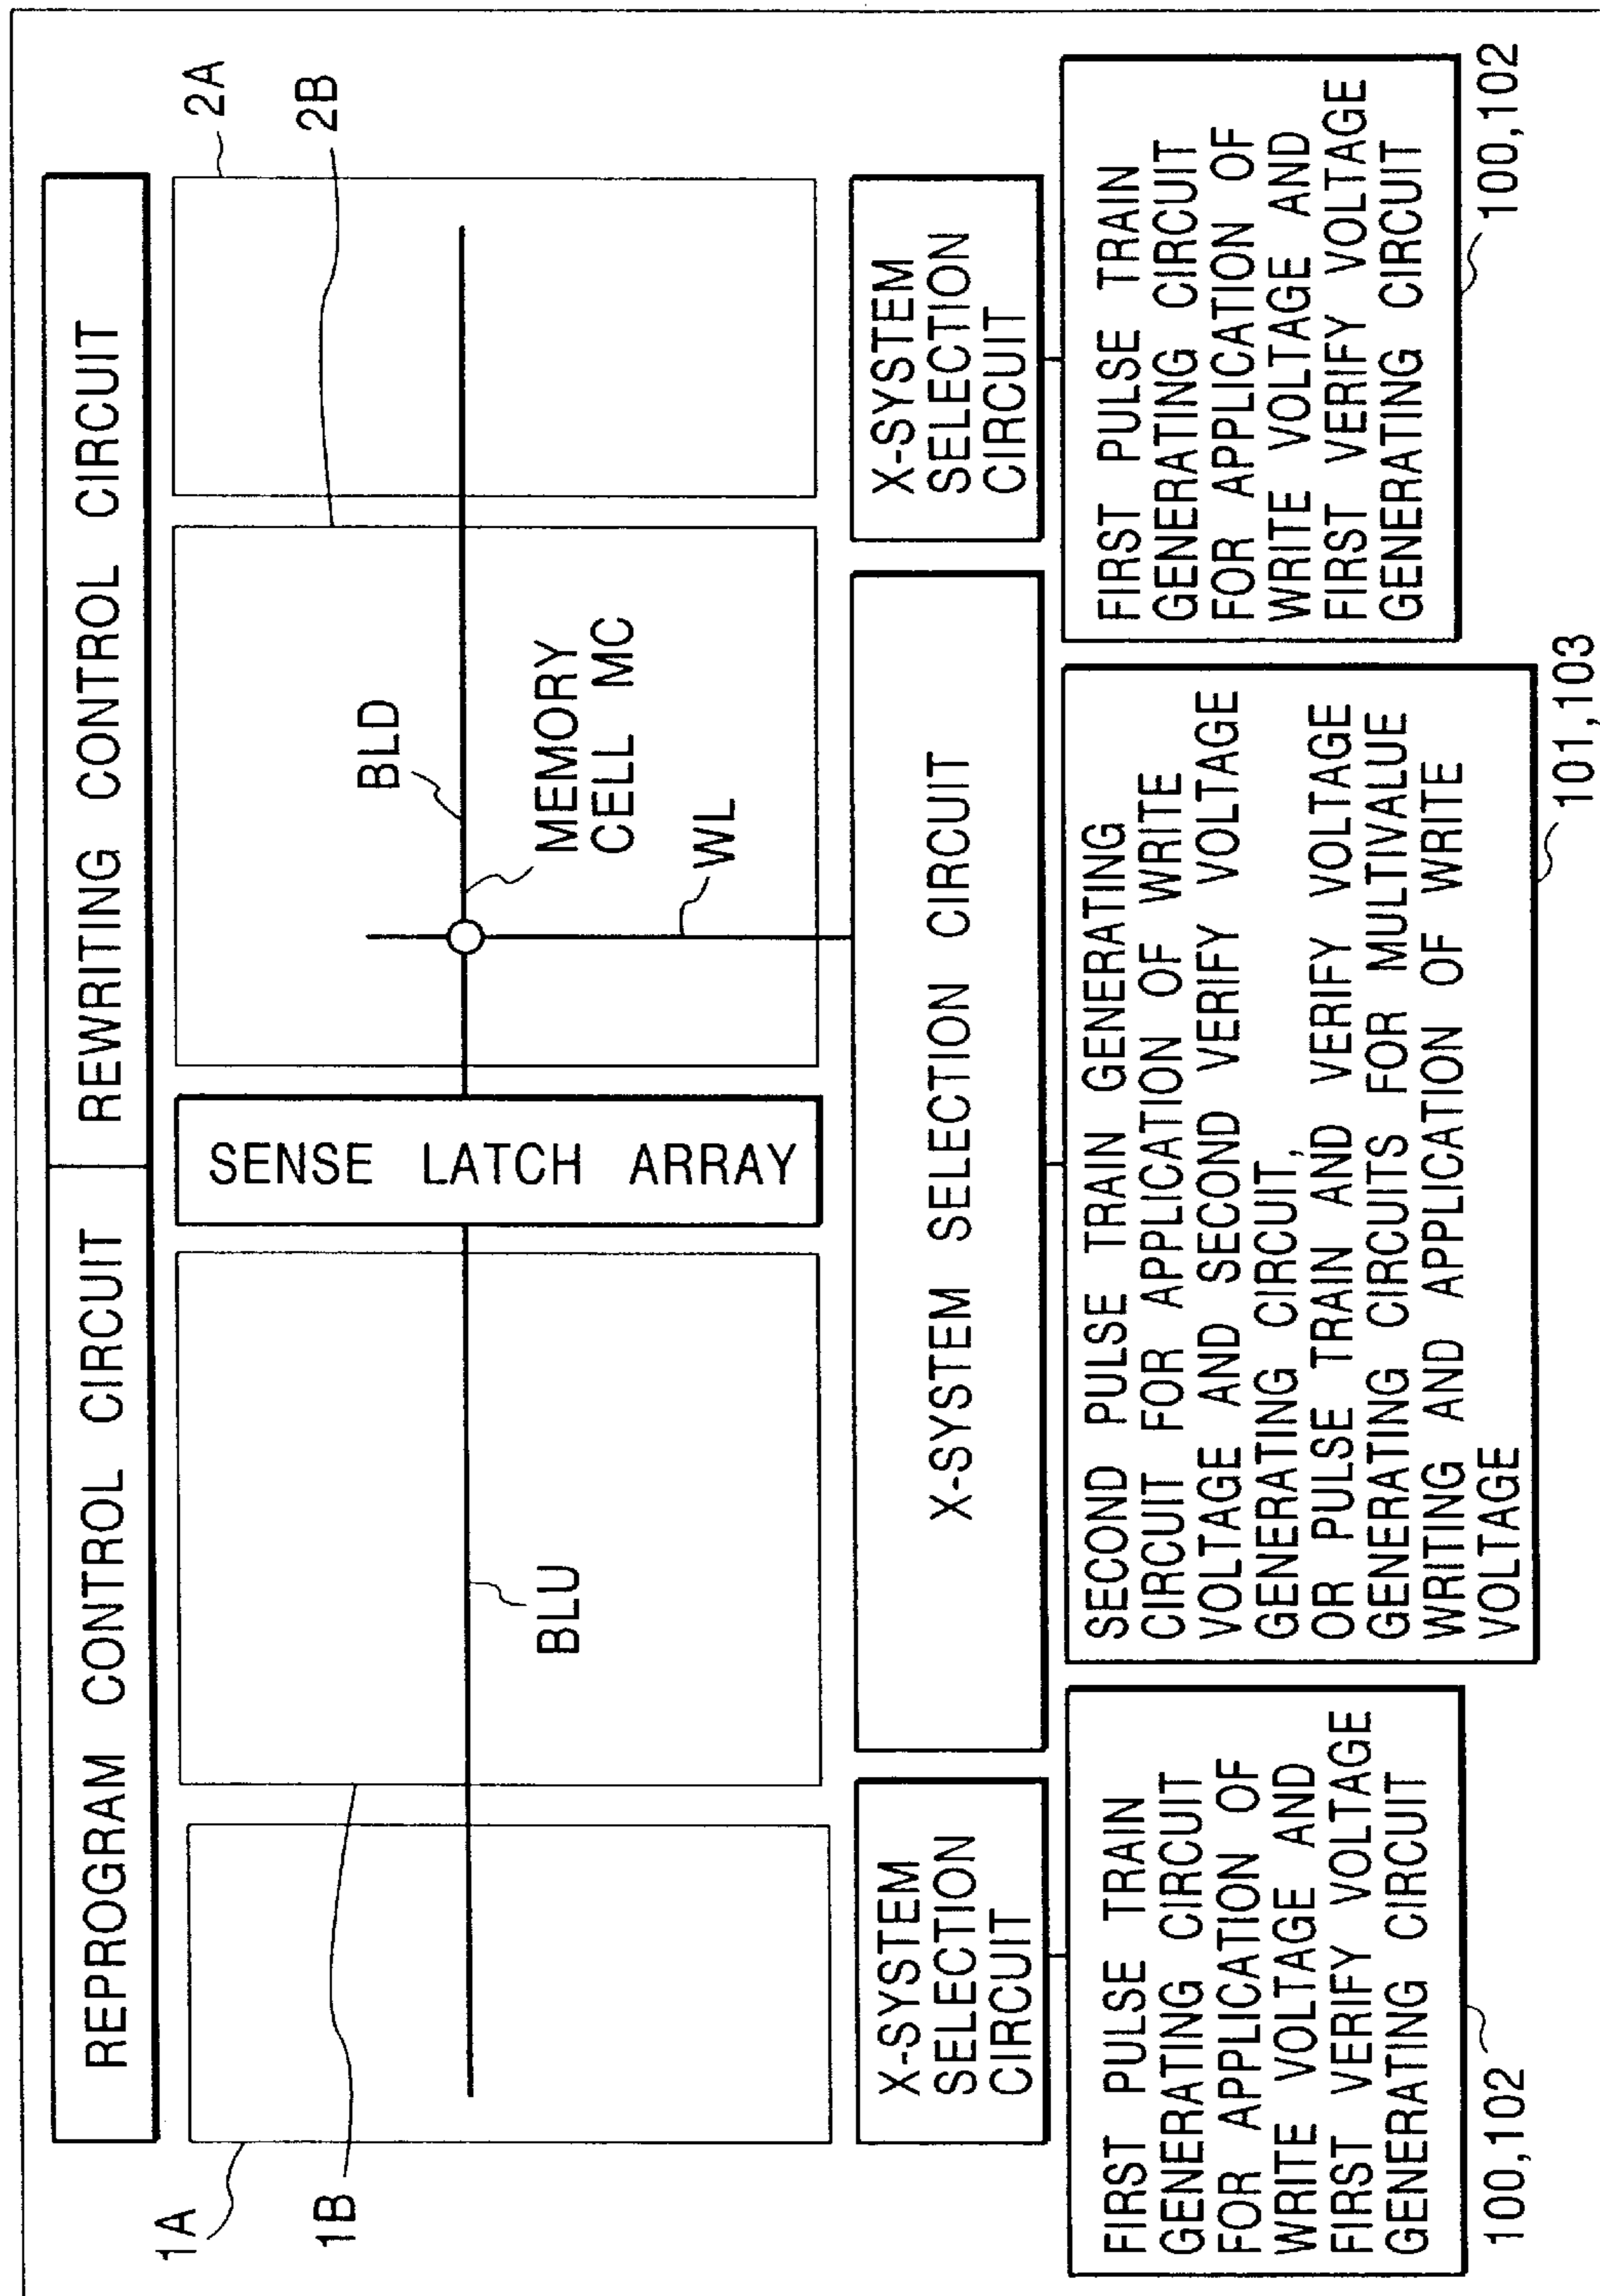 REPROGRAM CONTROL CIRCUIT
REWRITING CONTROL CIRCUIT
1A
1B
2A
2B
BLU
SENSE LATCH ARRAY
BLD
MEMORY
CELL MC
WL
X-SYSTEM
SELECTION
CIRCUIT
X-SYSTEM SELECTION CIRCUIT
X-SYSTEM
SELECTION
CIRCUIT
FIRST PULSE TRAIN
GENERATING CIRCUIT
FOR APPLICATION OF
WRITE VOLTAGE AND
FIRST VERIFY VOLTAGE
GENERATING CIRCUIT
100,102
SECOND PULSE TRAIN GENERATING
CIRCUIT FOR APPLICATION OF WRITE
VOLTAGE AND SECOND VERIFY VOLTAGE
GENERATING CIRCUIT,
OR PULSE TRAIN AND VERIFY VOLTAGE
GENERATING CIRCUITS FOR MULTIVALUE
WRITING AND APPLICATION OF WRITE
VOLTAGE
101,103
FIRST PULSE TRAIN
GENERATING CIRCUIT
FOR APPLICATION OF
WRITE VOLTAGE AND
FIRST VERIFY VOLTAGE
GENERATING CIRCUIT
100,102